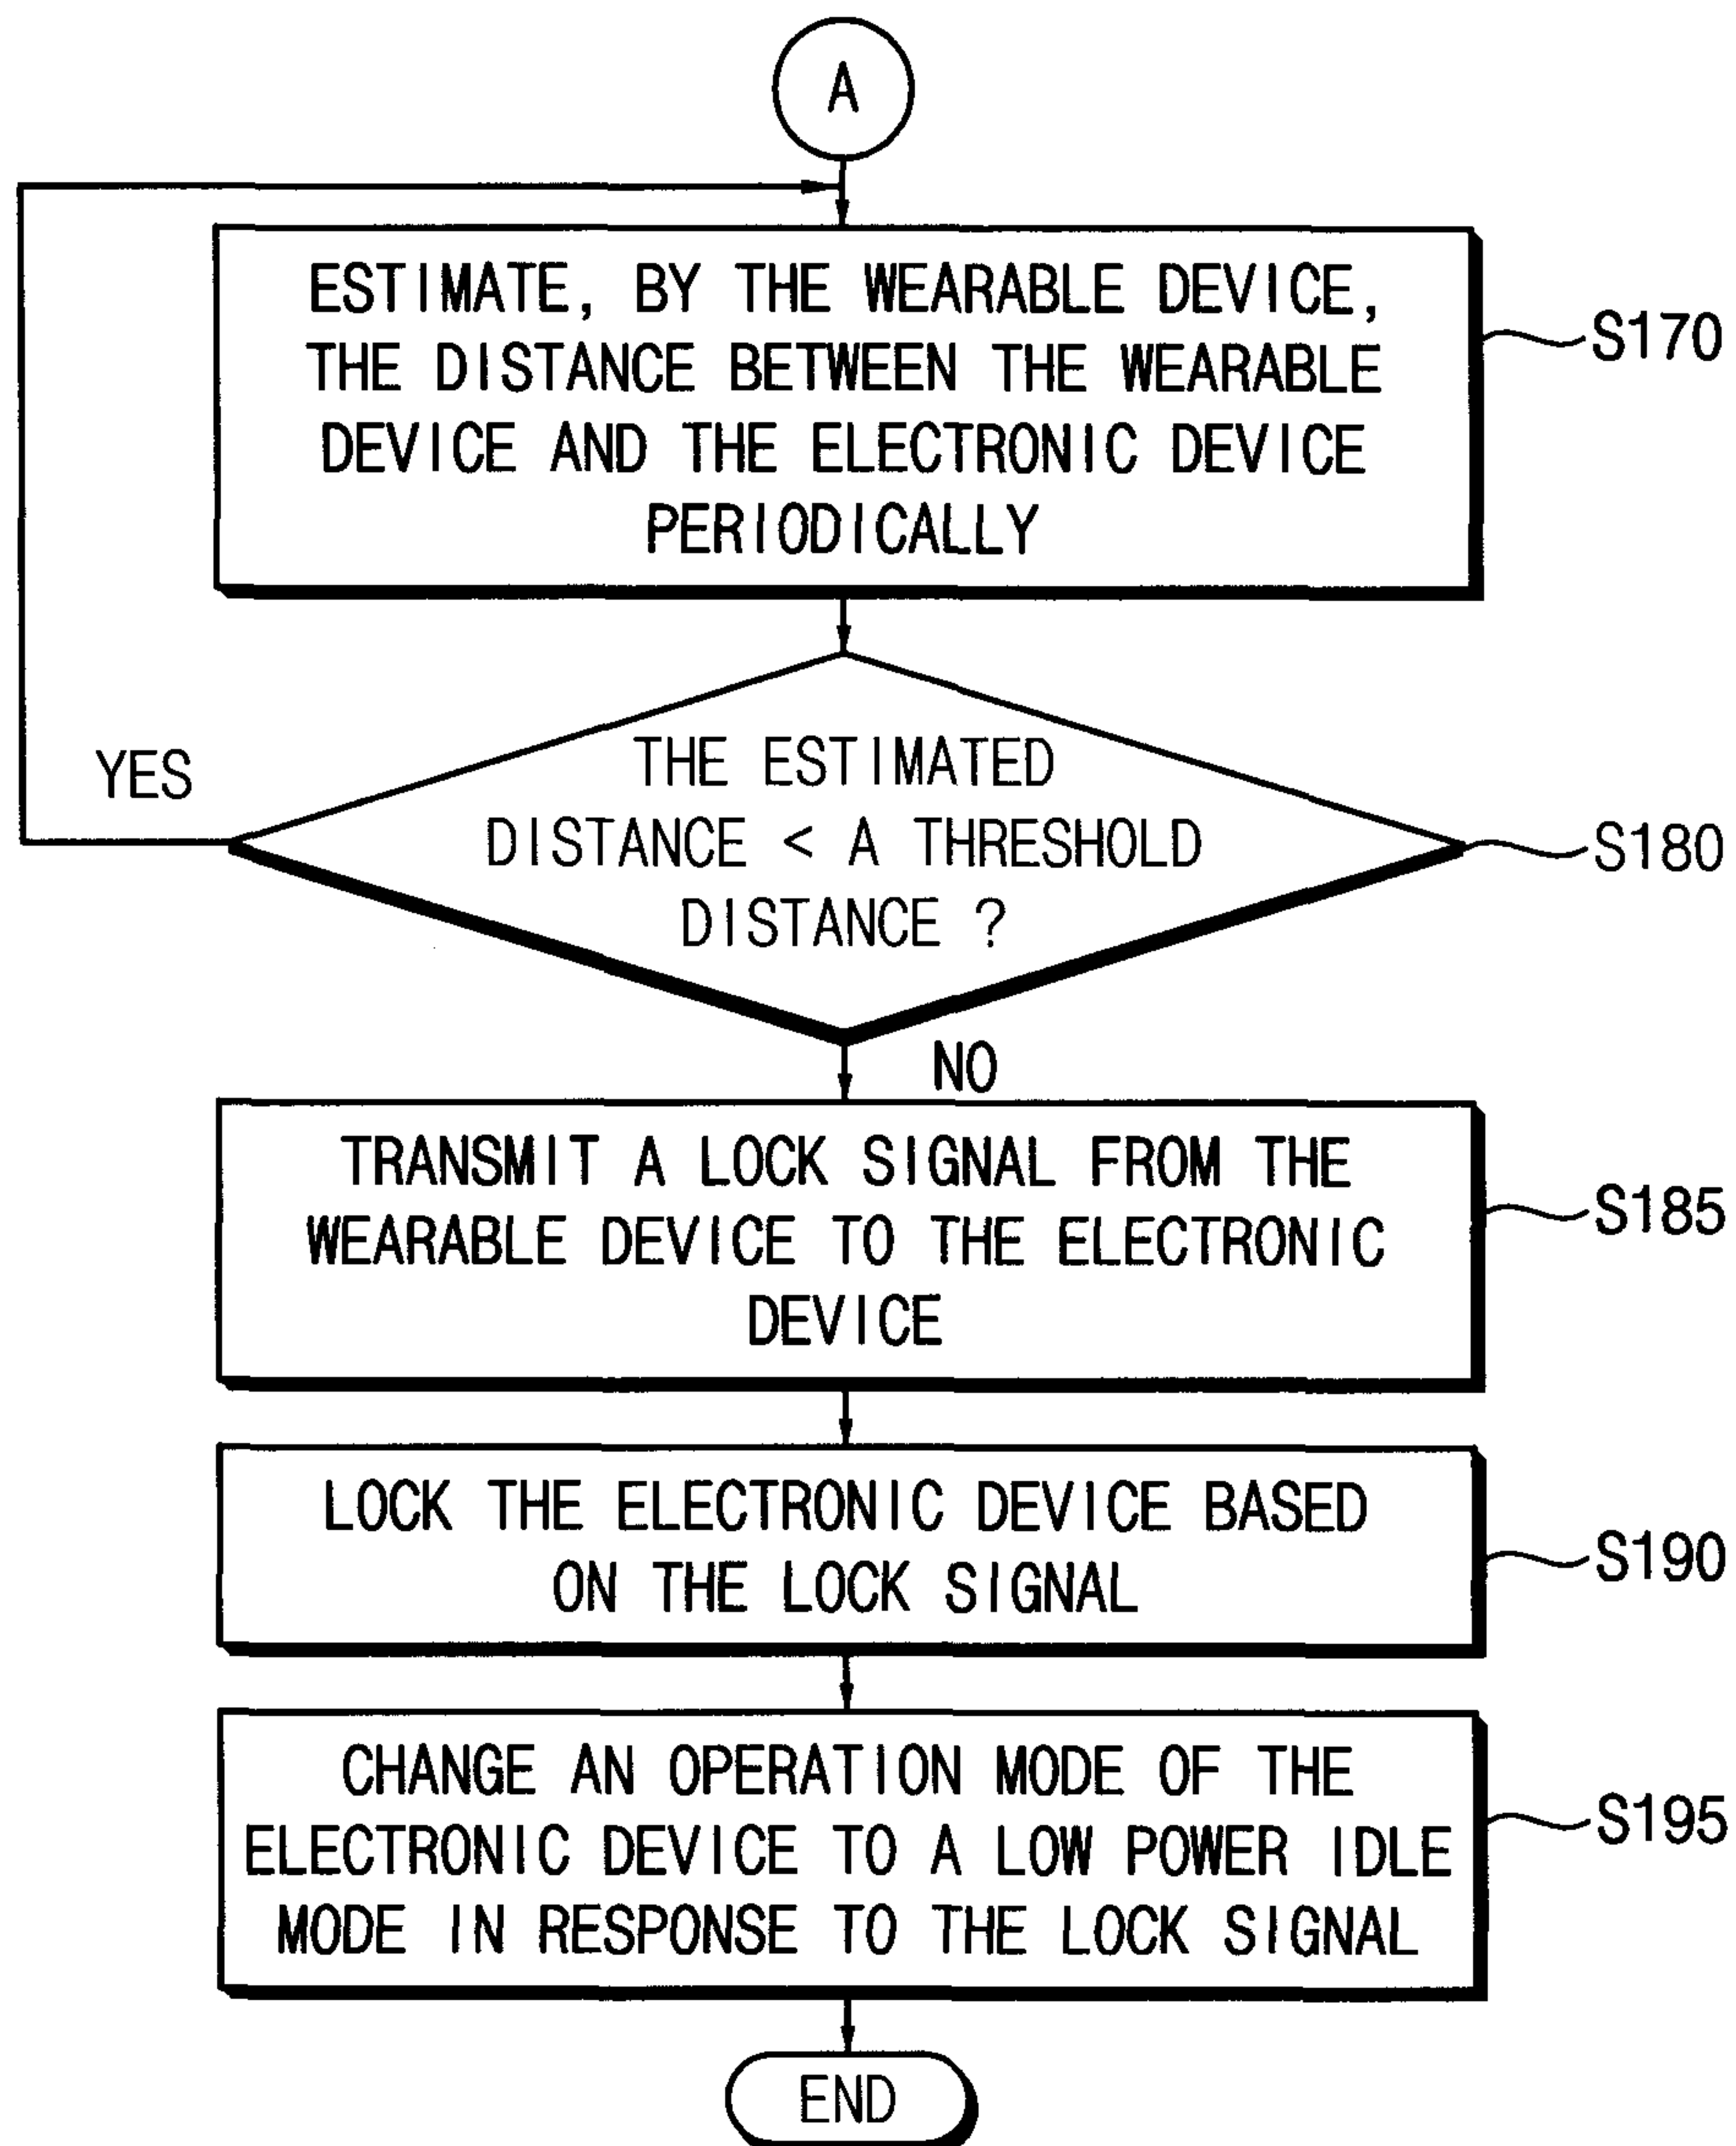 A
ESTIMATE, BY THE WEARABLE DEVICE,
THE DISTANCE BETWEEN THE WEARABLE
DEVICE AND THE ELECTRONIC DEVICE
PERIODICALLY
S170
YES
THE ESTIMATED
DISTANCE < A THRESHOLD
DISTANCE ?
S180
NO
TRANSMIT A LOCK SIGNAL FROM THE
WEARABLE DEVICE TO THE ELECTRONIC
DEVICE
S185
LOCK THE ELECTRONIC DEVICE BASED
ON THE LOCK SIGNAL
S190
CHANGE AN OPERATION MODE OF THE
ELECTRONIC DEVICE TO A LOW POWER IDLE
MODE IN RESPONSE TO THE LOCK SIGNAL
S195
END